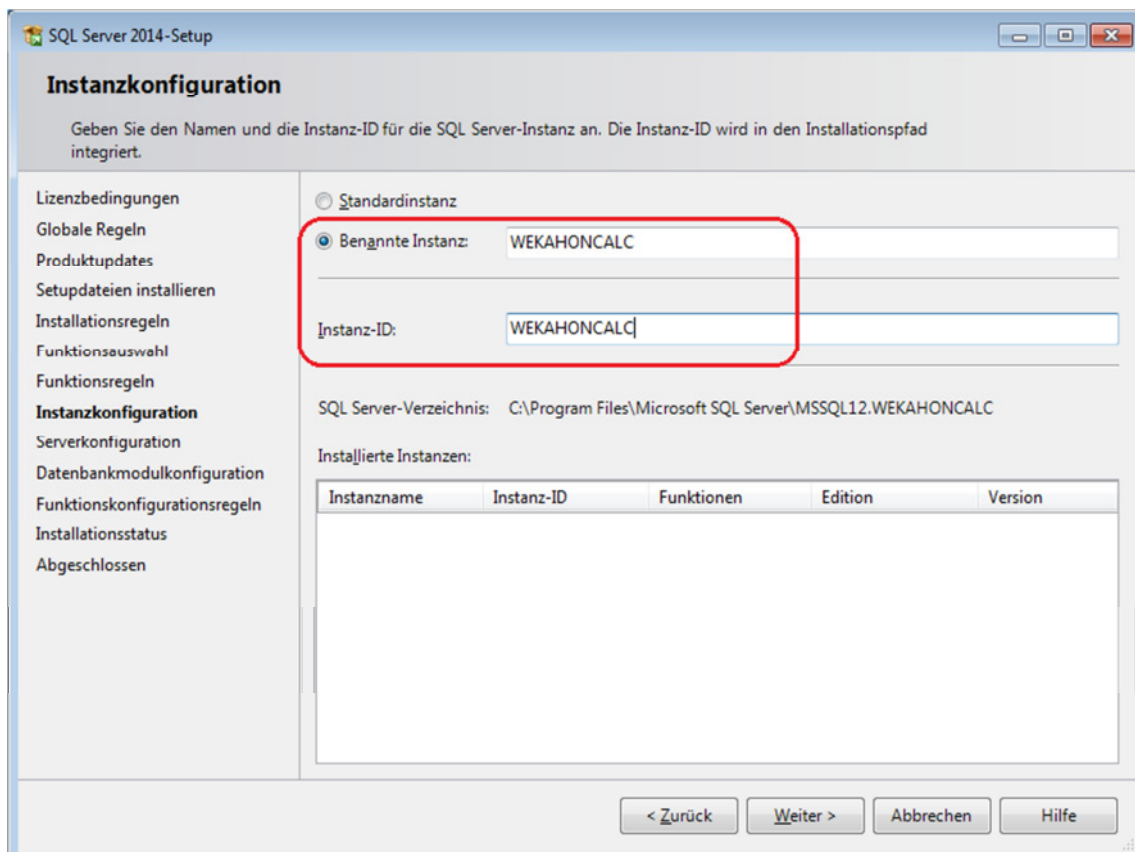 SQL Server 2014-Setup
Instanzkonfiguration
Geben Sie den Namen und die Instanz-ID für die SQL Server-Instanz an. Die Instanz-ID wird in den Installationspfad
integriert.
Lizenzbedingungen
Globale Regeln
Produktupdates
Setupdateien installieren
Installationsregeln
Funktionsauswahl
Funktionsregeln
Instanzkonfiguration
Serverkonfiguration
Datenbankmodulkonfiguration
Funktionskonfigurationsregeln
Installationsstatus
Abgeschlossen
Standardinstanz
Benannte Instanz: WEKAHONCALC
Instanz-ID: WEKAHONCALC
SQL Server-Verzeichnis: C:\Program Files\Microsoft SQL Server\MSSQL12.WEKAHONCALC
Installierte Instanzen:
Instanzname Instanz-ID Funktionen Edition Version
< Zurück Weiter > Abbrechen Hilfe